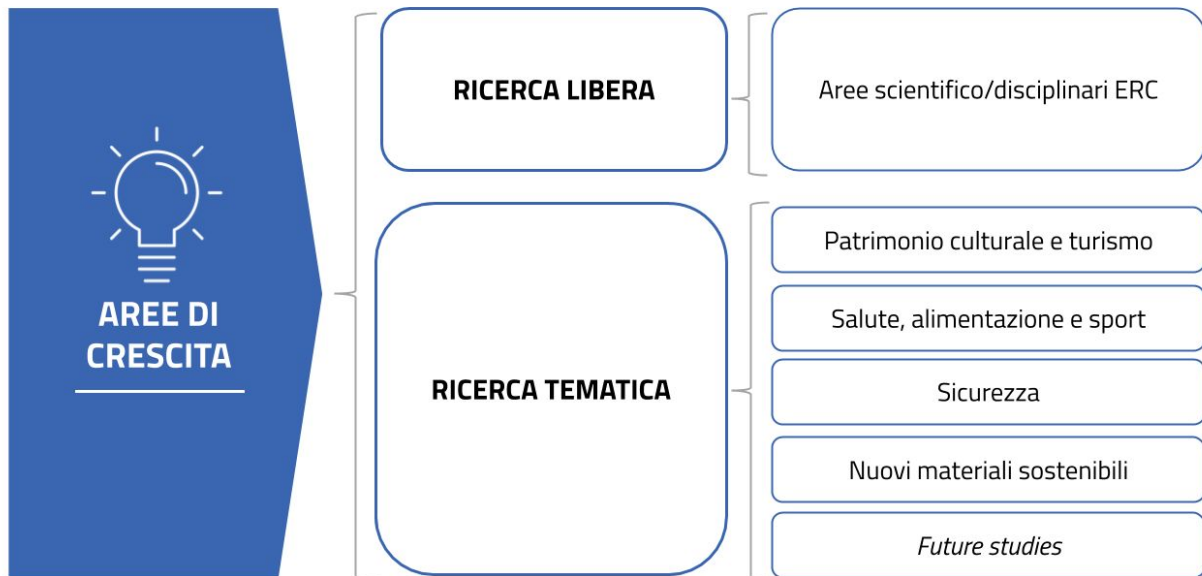 AREE DI
CRESCITA
RICERCA LIBERA
Aree scientifico/disciplinari ERC
RICERCA TEMATICA
Patrimonio culturale e turismo
Salute, alimentazione e sport
Sicurezza
Nuovi materiali sostenibili
Future studies